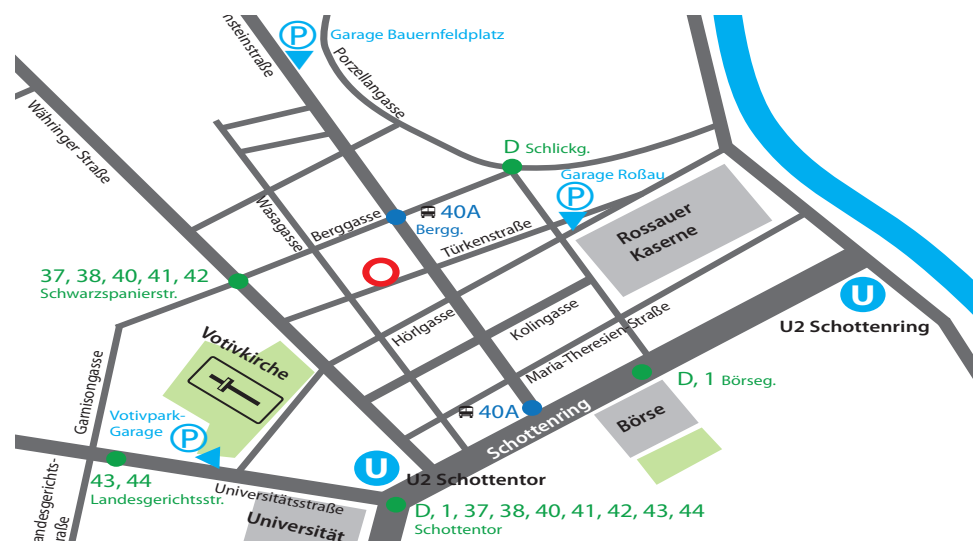 nsteinstraße
P
Garage Bauernfeldplatz
Porzellangasse
Währinger Straße
D Schlickg.
Garage Roßau
P
Wasagasse
Berggasse
40A
Bergg.
Türkenstraße
Rossauer
Kaserne
37, 38, 40, 41, 42
Schwarzspanierstr.
U
U2 Schottenring
Hörlgasse
Kolingasse
Maria-Theresien-Straße
Votivkirche
Garnisongasse
D, 1 Börseg.
Votivpark-
Garage
P
40A
Schottenring
Börse
U
U2 Schottentor
43, 44
Landesgerichtsstr.
Universitätsstraße
andesgerichts-
raße
Universität
D, 1, 37, 38, 40, 41, 42, 43, 44
Schottentor